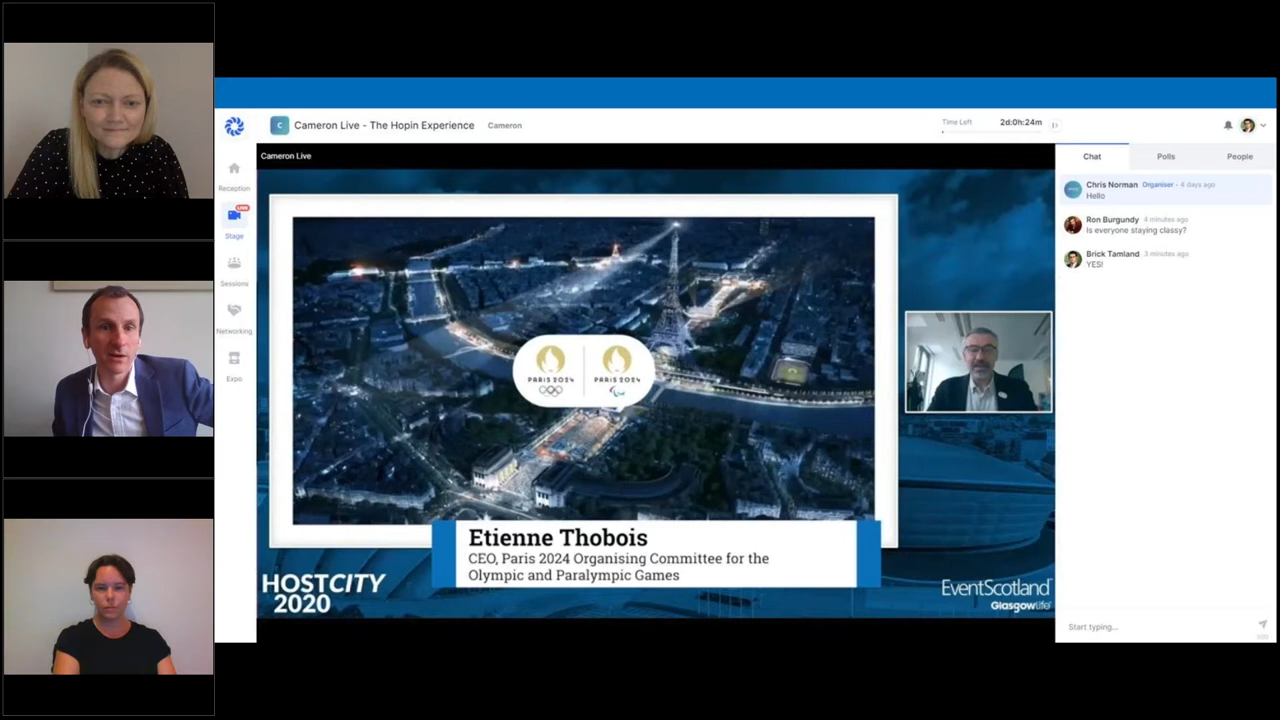 Cameron Live - The Hopin Experience
Cameron
Time Left
2d:0h:24m
C
Cameron Live
Reception
LIVE
Stage
Sessions
Networking
Expo
PARIS 2024
PARIS 2024
Etienne Thobois
CEO, Paris 2024 Organising Committee for the
Olympic and Paralympic Games
HOSTCITY
2020
EventScotland
Glasgowlife
Chat
Polls
People
Chris Norman Organiser - 4 days ago
Hello
Ron Burgundy 4 minutes ago
Is everyone staying classy?
Brick Tamland 3 minutes ago
YES!
Start typing...